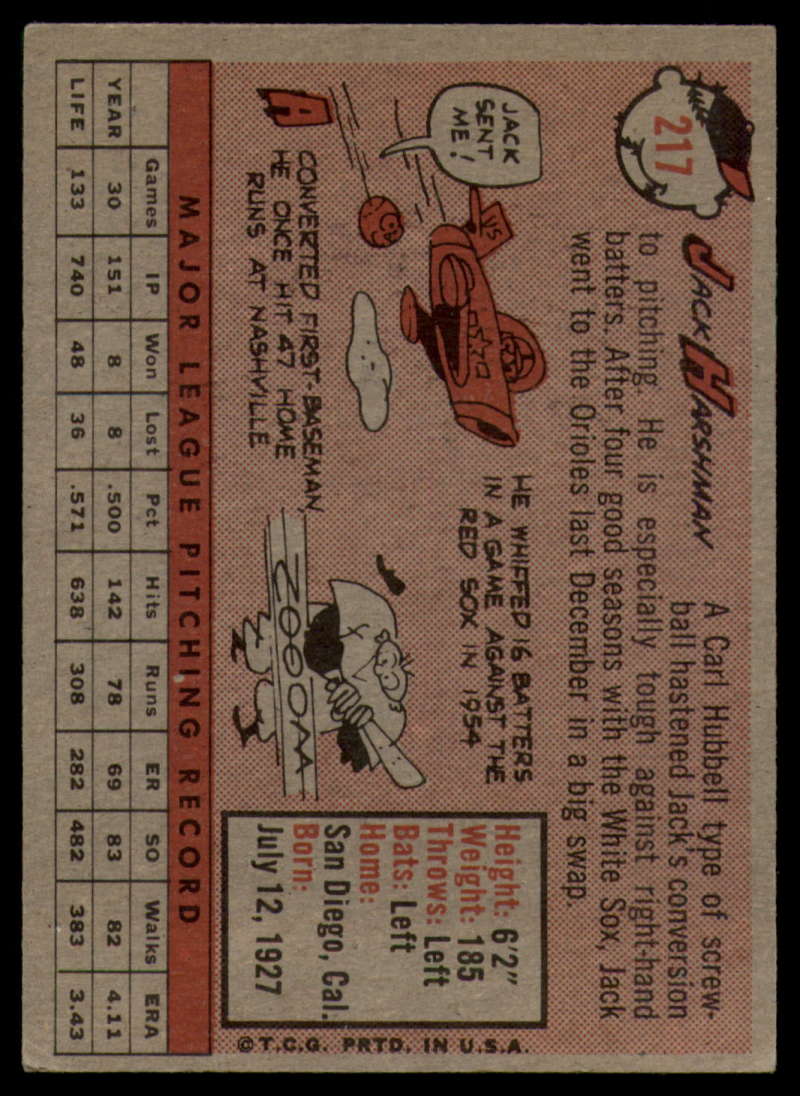 217
JACK HARSHMAN
A Carl Hubbell type of screw-
ball hastened Jack's conversion
to pitching. He is especially tough against right-hand
batters. After four good seasons with the White Sox, Jack
went to the Orioles last December in a big swap.
JACK
SENT
ME!
US
HE WHIFFED 16 BATTERS
IN A GAME AGAINST THE
RED SOX IN 1954
CONVERTED FIRST-BASEMAN,
HE ONCE HIT 47 HOME
RUNS AT NASHVILLE
ZOOOM
Height: 6'2"
Weight: 185
Throws: Left
Bats: Left
Home:
San Diego, Cal.
Born:
July 12, 1927
© T.C.G. PRTD. IN U.S.A.
MAJOR LEAGUE PITCHING RECORD
Games IP Won Lost Pct Hits Runs ER SO Walks ERA
YEAR 30 151 8 8 .500 142 78 69 83 82 4.11
LIFE 133 740 48 36 .571 638 308 282 482 383 3.43